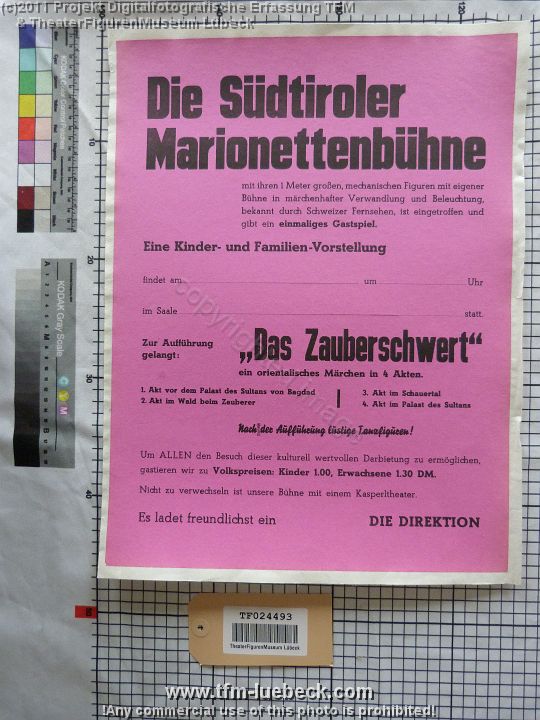 (c)2011 Projekt Digitalfotografische Erfassung TFM
& TheaterFigurenMuseum Lübeck
Die Südtiroler
Marionettenbühne
mit ihren 1 Meter großen, mechanischen Figuren mit eigener
Bühne in märchenhafter Verwandlung und Beleuchtung,
bekannt durch Schweizer Fernsehen, ist eingetroffen und
gibt ein einmaliges Gastspiel.
Eine Kinder- und Familien-Vorstellung
findet am um Uhr
im Saale statt.
Zur Aufführung
gelangt:
„Das Zauberschwert“
ein orientalisches Märchen in 4 Akten.
1. Akt vor dem Palast des Sultans von Bagdad
2. Akt im Wald beim Zauberer
3. Akt im Schauertal
4. Akt im Palast des Sultans
Nach der Aufführung lustige Tanzfiguren!
Um ALLEN den Besuch dieser kulturell wertvollen Darbietung zu ermöglichen,
gastieren wir zu Volkspreisen: Kinder 1.00, Erwachsene 1.30 DM.
Nicht zu verwechseln ist unsere Bühne mit einem Kasperltheater.
Es ladet freundlichst ein DIE DIREKTION
TF024493
TheaterFigurenMuseum Lübeck
www.tfm-luebeck.com
!Any commercial use of this photo is prohibited!
KODAK Gray Scale
10
20
30
40
50
110
120